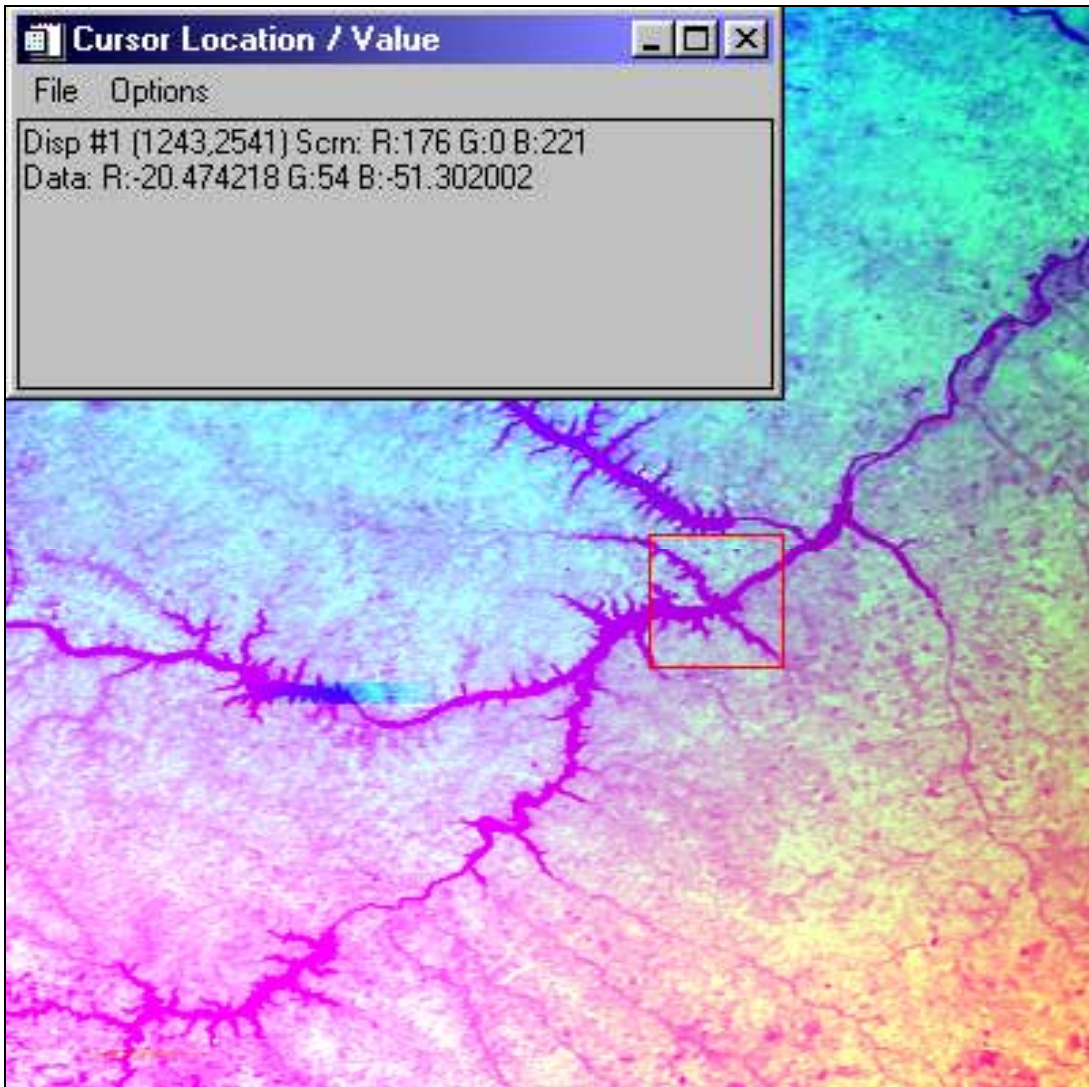 Cursor Location / Value
File Options
Disp #1 (1243,2541) Scrn: R:176 G:0 B:221
Data: R:-20.474218 G:54 B:-51.302002